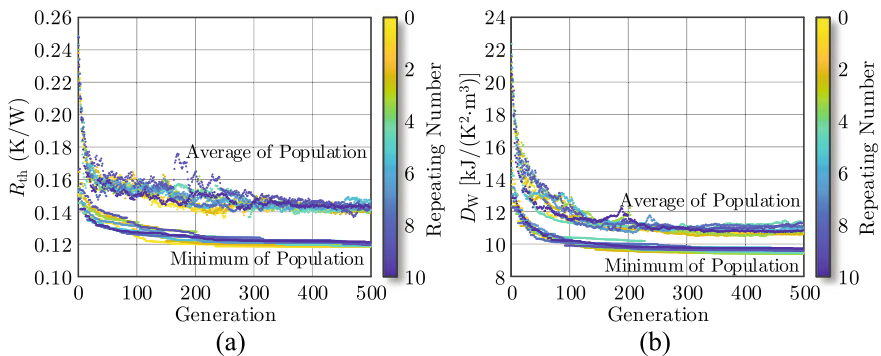 0.26
0.24
0.22
0.20
0.18
0.16
0.14
0.12
0.10
R_th (K/W)
Average of Population
Minimum of Population
0 100 200 300 400 500
Generation
0
2
4
6
8
10
Repeating Number
(a)
24
22
20
18
16
14
12
10
8
D_W [kJ/(K²·m³)]
Average of Population
Minimum of Population
0 100 200 300 400 500
Generation
0
2
4
6
8
10
Repeating Number
(b)